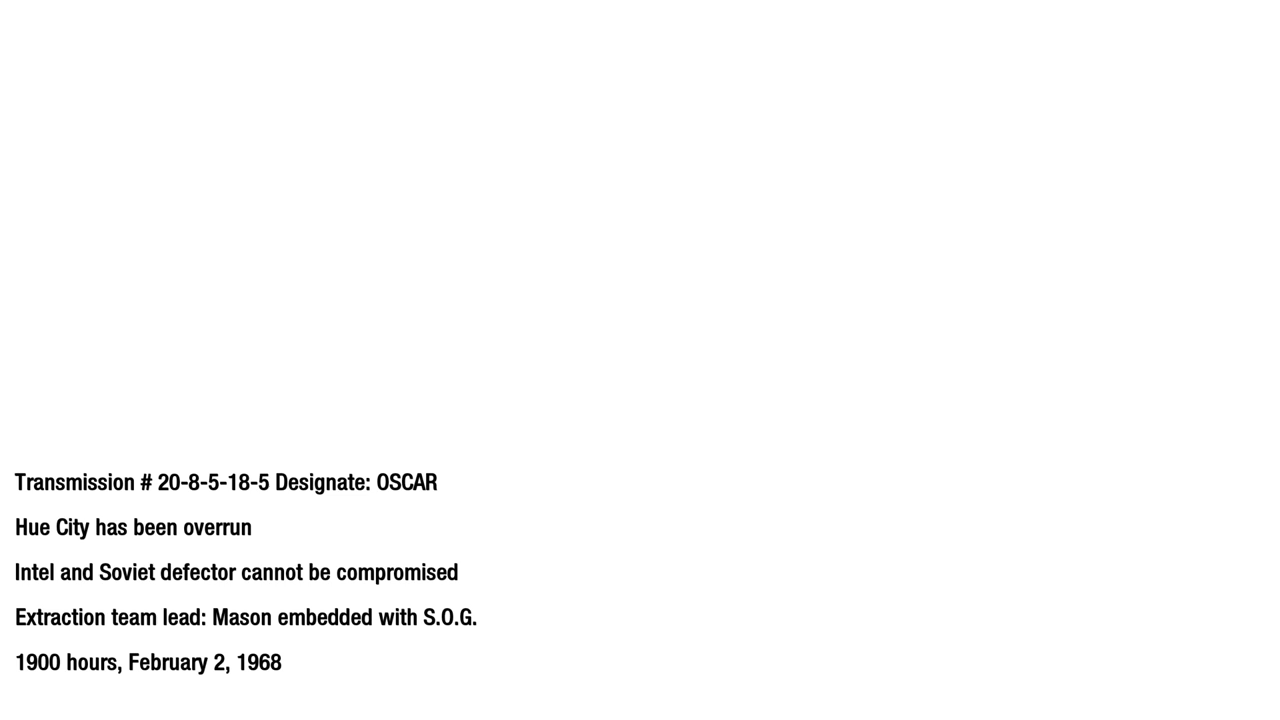 Transmission # 20-8-5-18-5 Designate: OSCAR
Hue City has been overrun
Intel and Soviet defector cannot be compromised
Extraction team lead: Mason embedded with S.O.G.
1900 hours, February 2, 1968